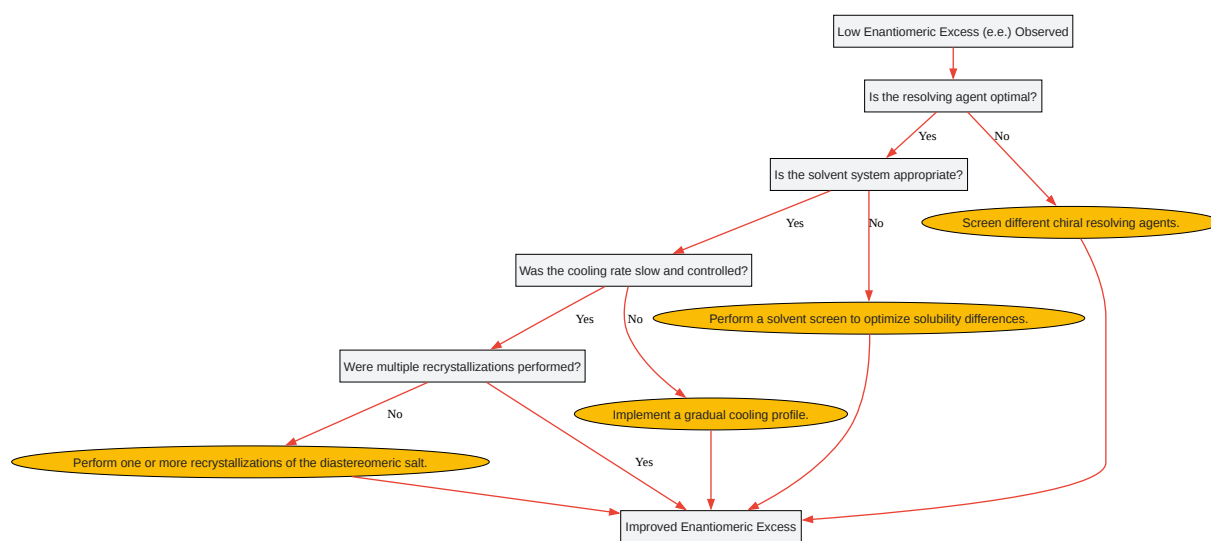 Low Enantiomeric Excess (e.e.) Observed
Is the resolving agent optimal?
Yes
No
Is the solvent system appropriate?
Screen different chiral resolving agents.
Yes
No
Was the cooling rate slow and controlled?
Perform a solvent screen to optimize solubility differences.
Yes
No
Were multiple recrystallizations performed?
Implement a gradual cooling profile.
No
Perform one or more recrystallizations of the diastereomeric salt.
Yes
Improved Enantiomeric Excess